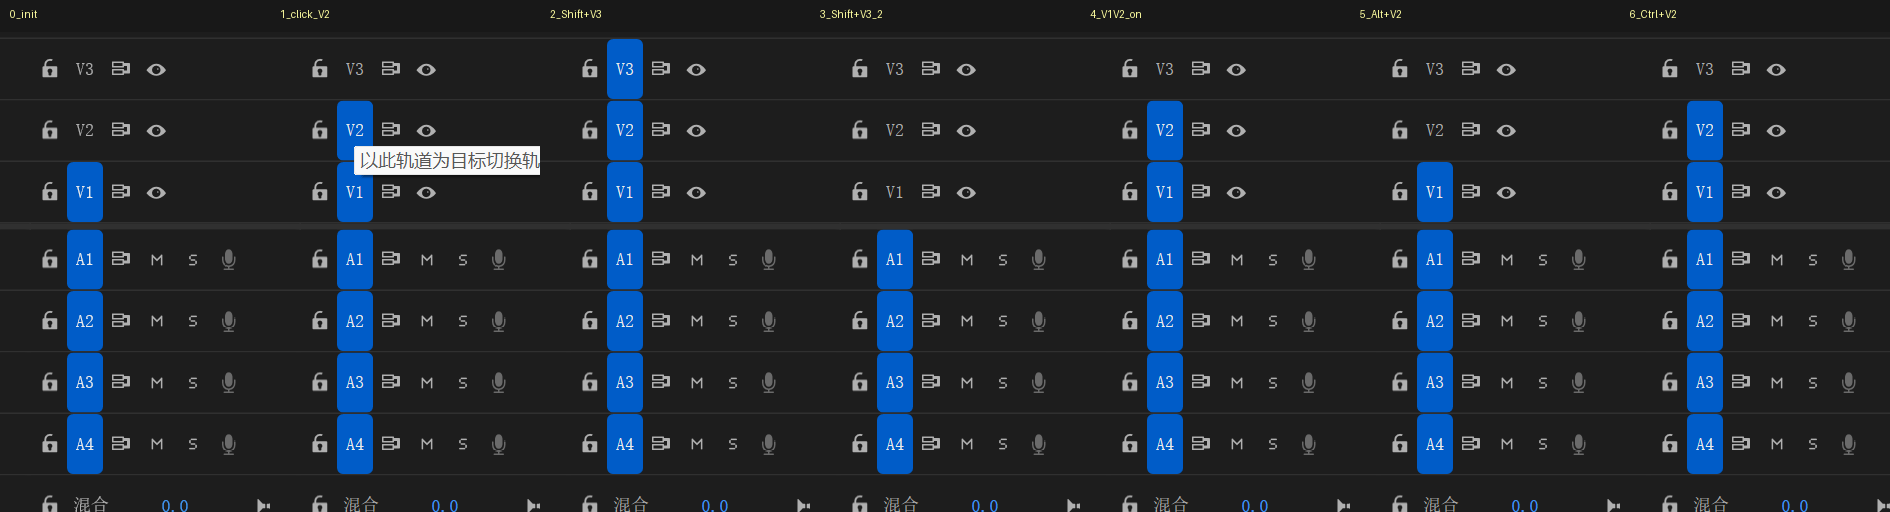 0_init 1_click_V2 2_Shift+V3 3_Shift+V3_2 4_V1V2_on 5_Alt+V2 6_Ctrl+V2
V3 V3 V3 V3 V3 V3 V3
V2 V2 V2 V2 V2 V2 V2
以此轨道为目标切换轨
V1 V1 V1 V1 V1 V1 V1
A1 M S A1 M S A1 M S A1 M S A1 M S A1 M S A1 M S
A2 M S A2 M S A2 M S A2 M S A2 M S A2 M S A2 M S
A3 M S A3 M S A3 M S A3 M S A3 M S A3 M S A3 M S
A4 M S A4 M S A4 M S A4 M S A4 M S A4 M S A4 M S
混合 0.0 混合 0.0 混合 0.0 混合 0.0 混合 0.0 混合 0.0 混合 0.0